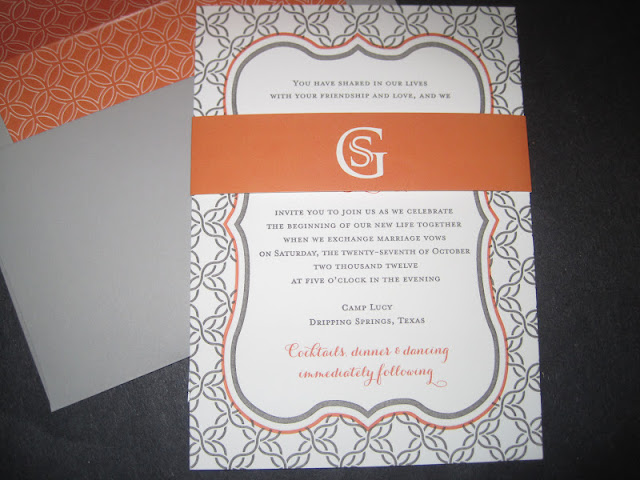 You have shared in our lives
with your friendship and love, and we
GS
invite you to join us as we celebrate
the beginning of our new life together
when we exchange marriage vows
on Saturday, the twenty-seventh of October
two thousand twelve
at five o'clock in the evening
Camp Lucy
Dripping Springs, Texas
Cocktails, dinner & dancing
immediately following